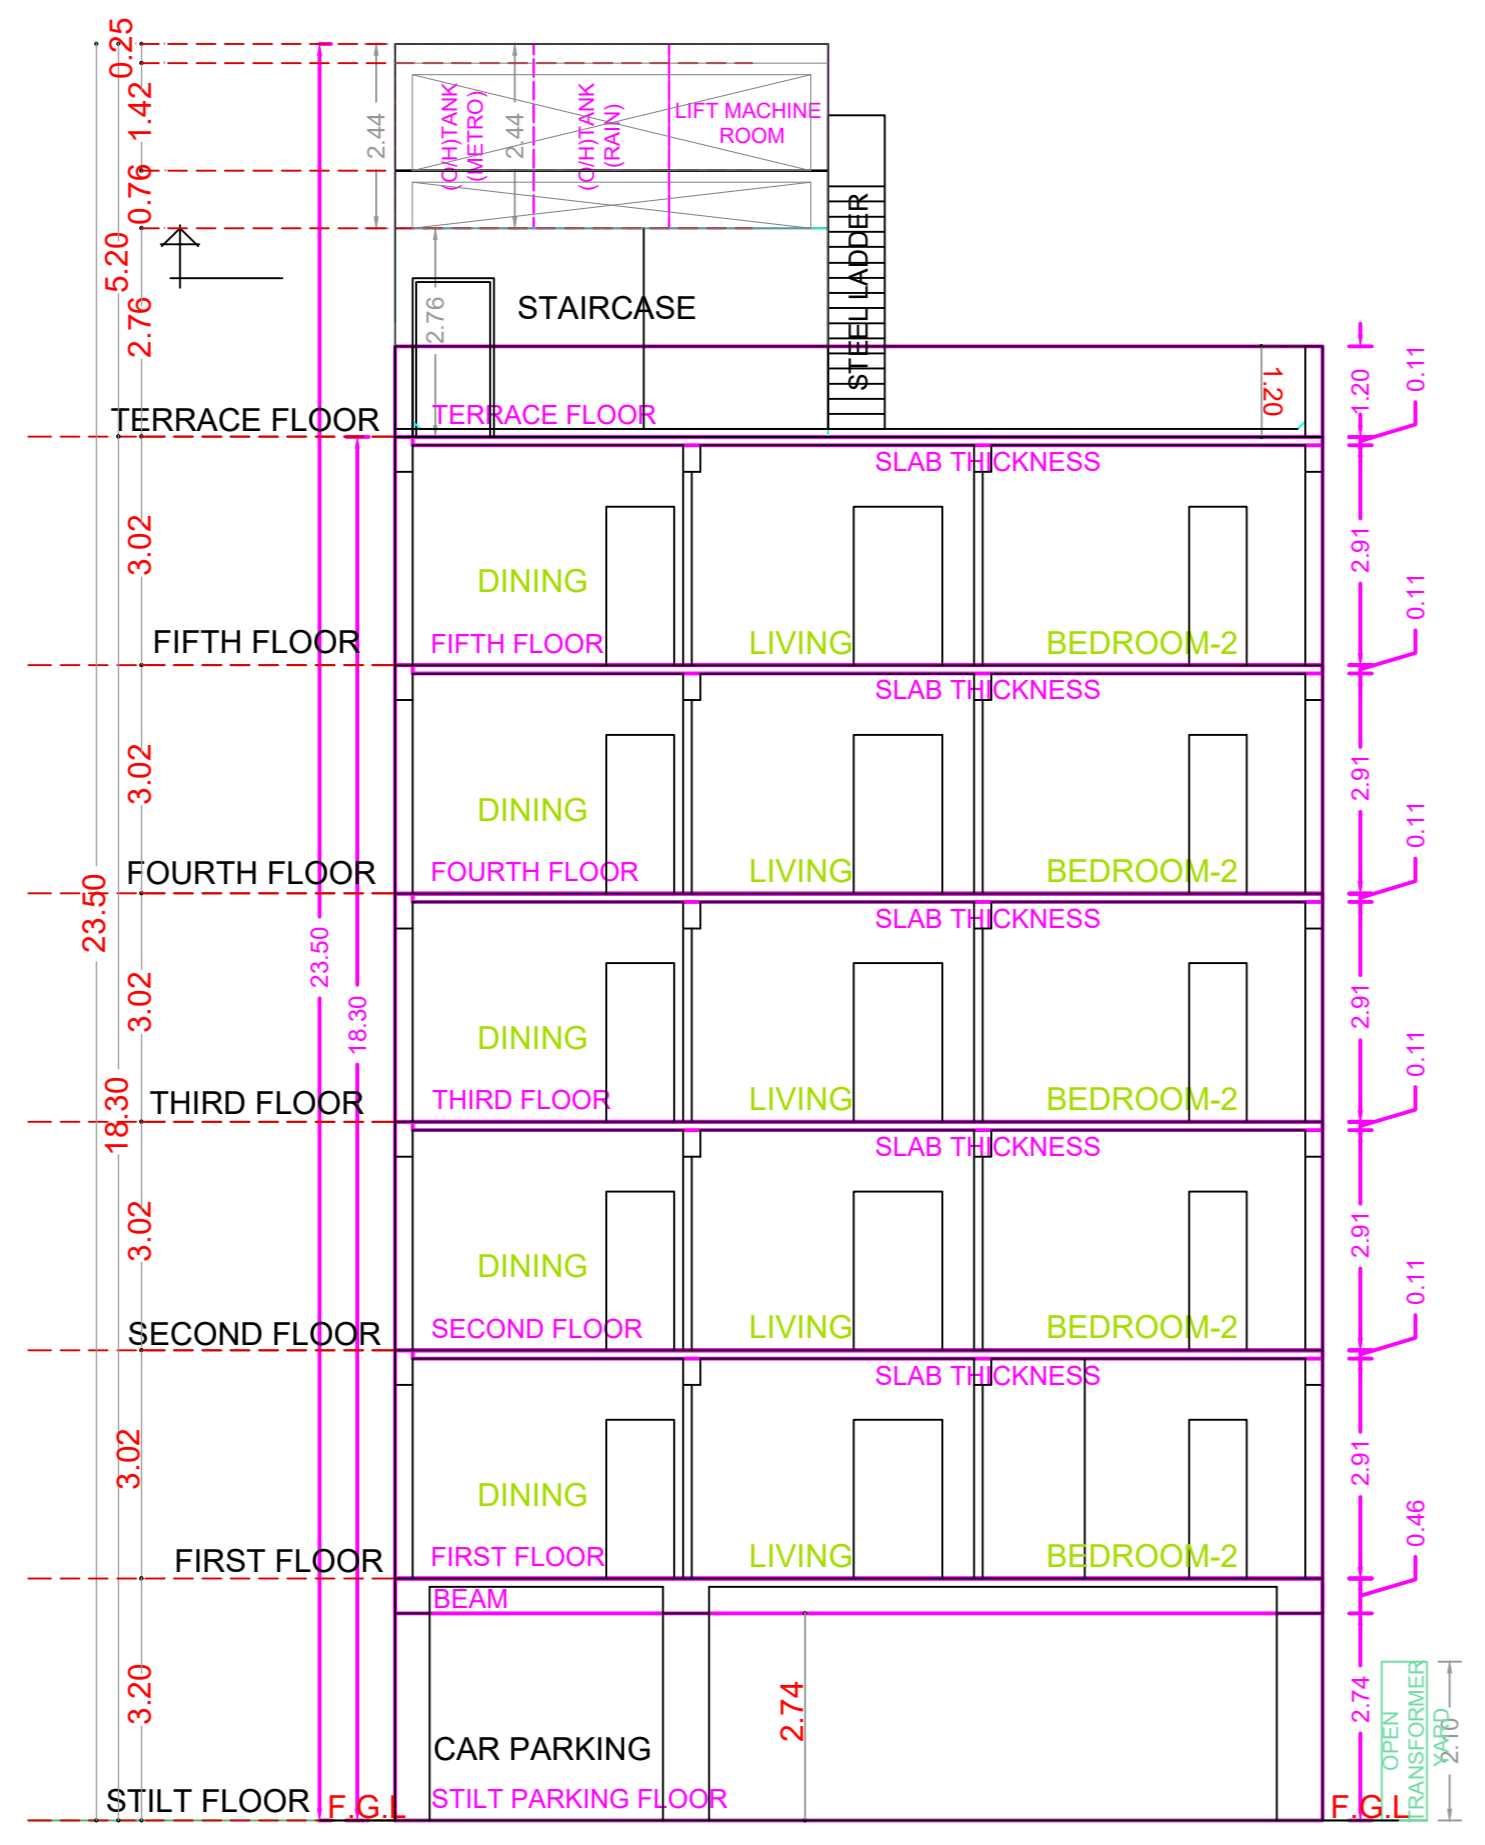 0.25
1.42
0.76
5.20
2.76
2.44
(O/H)TANK
(METRO)
2.44
(O/H)TANK
(RAIN)
LIFT MACHINE
ROOM
STEEL LADDER
2.76
STAIRCASE
1.20
1.20
0.11
TERRACE FLOOR
TERRACE FLOOR
SLAB THICKNESS
3.02
2.91
DINING
0.11
FIFTH FLOOR
FIFTH FLOOR
LIVING
BEDROOM-2
SLAB THICKNESS
3.02
2.91
DINING
0.11
FOURTH FLOOR
FOURTH FLOOR
LIVING
BEDROOM-2
23.50
23.50
18.30
SLAB THICKNESS
3.02
2.91
DINING
0.11
THIRD FLOOR
THIRD FLOOR
LIVING
BEDROOM-2
18.30
SLAB THICKNESS
3.02
2.91
DINING
0.11
SECOND FLOOR
SECOND FLOOR
LIVING
BEDROOM-2
SLAB THICKNESS
3.02
2.91
DINING
0.46
FIRST FLOOR
FIRST FLOOR
LIVING
BEDROOM-2
BEAM
3.20
2.74
2.74
CAR PARKING
OPEN
TRANSFORMER
YARD
2.10
STILT FLOOR
F.G.L
STILT PARKING FLOOR
F.G.L